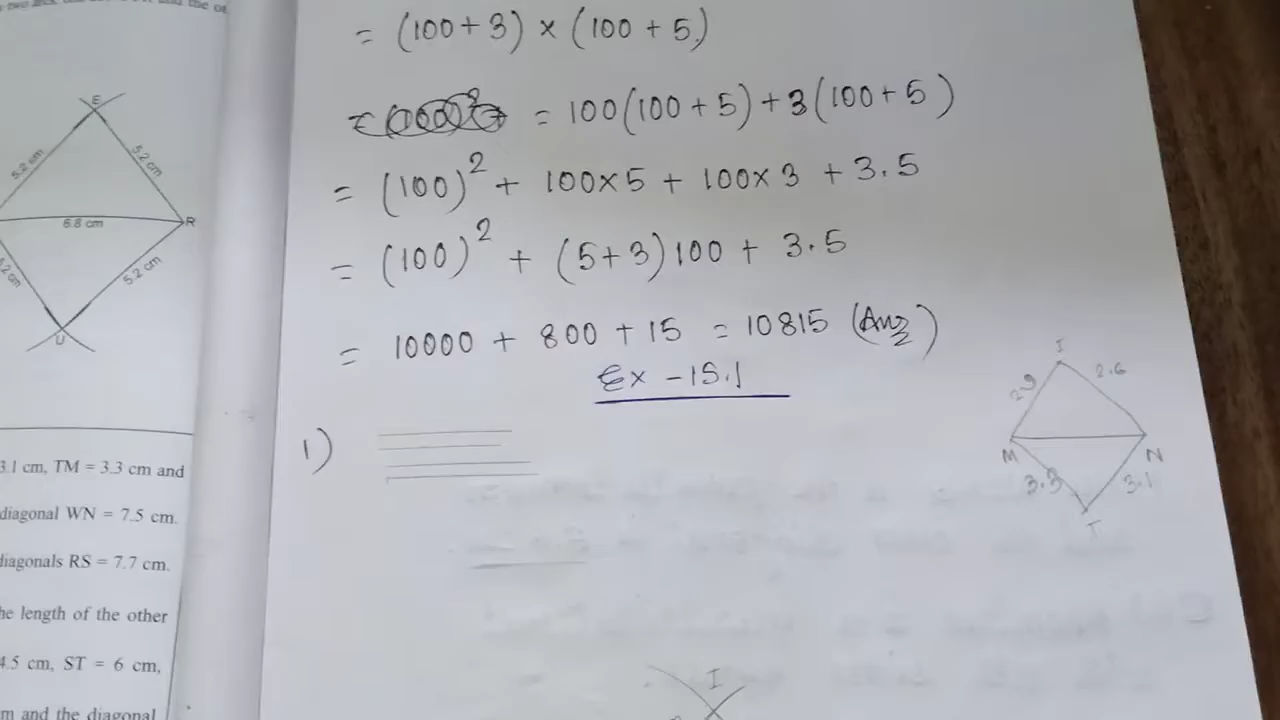 E
5.2 cm
5.2 cm
6.8 cm
R
5.2 cm
U
3.1 cm, TM = 3.3 cm and
diagonal WN = 7.5 cm.
diagonals RS = 7.7 cm.
he length of the other
4.5 cm, ST = 6 cm,
m and the diagonal
= (100 + 3) × (100 + 5)
= 100(100 + 5) + 3(100 + 5)
= (100)² + 100×5 + 100×3 + 3.5
= (100)² + (5+3)100 + 3.5
= 10000 + 800 + 15 = 10815 (Ans)
Ex - 15.1
1)
I
2.6
M
N
3.3
3.1
T
I